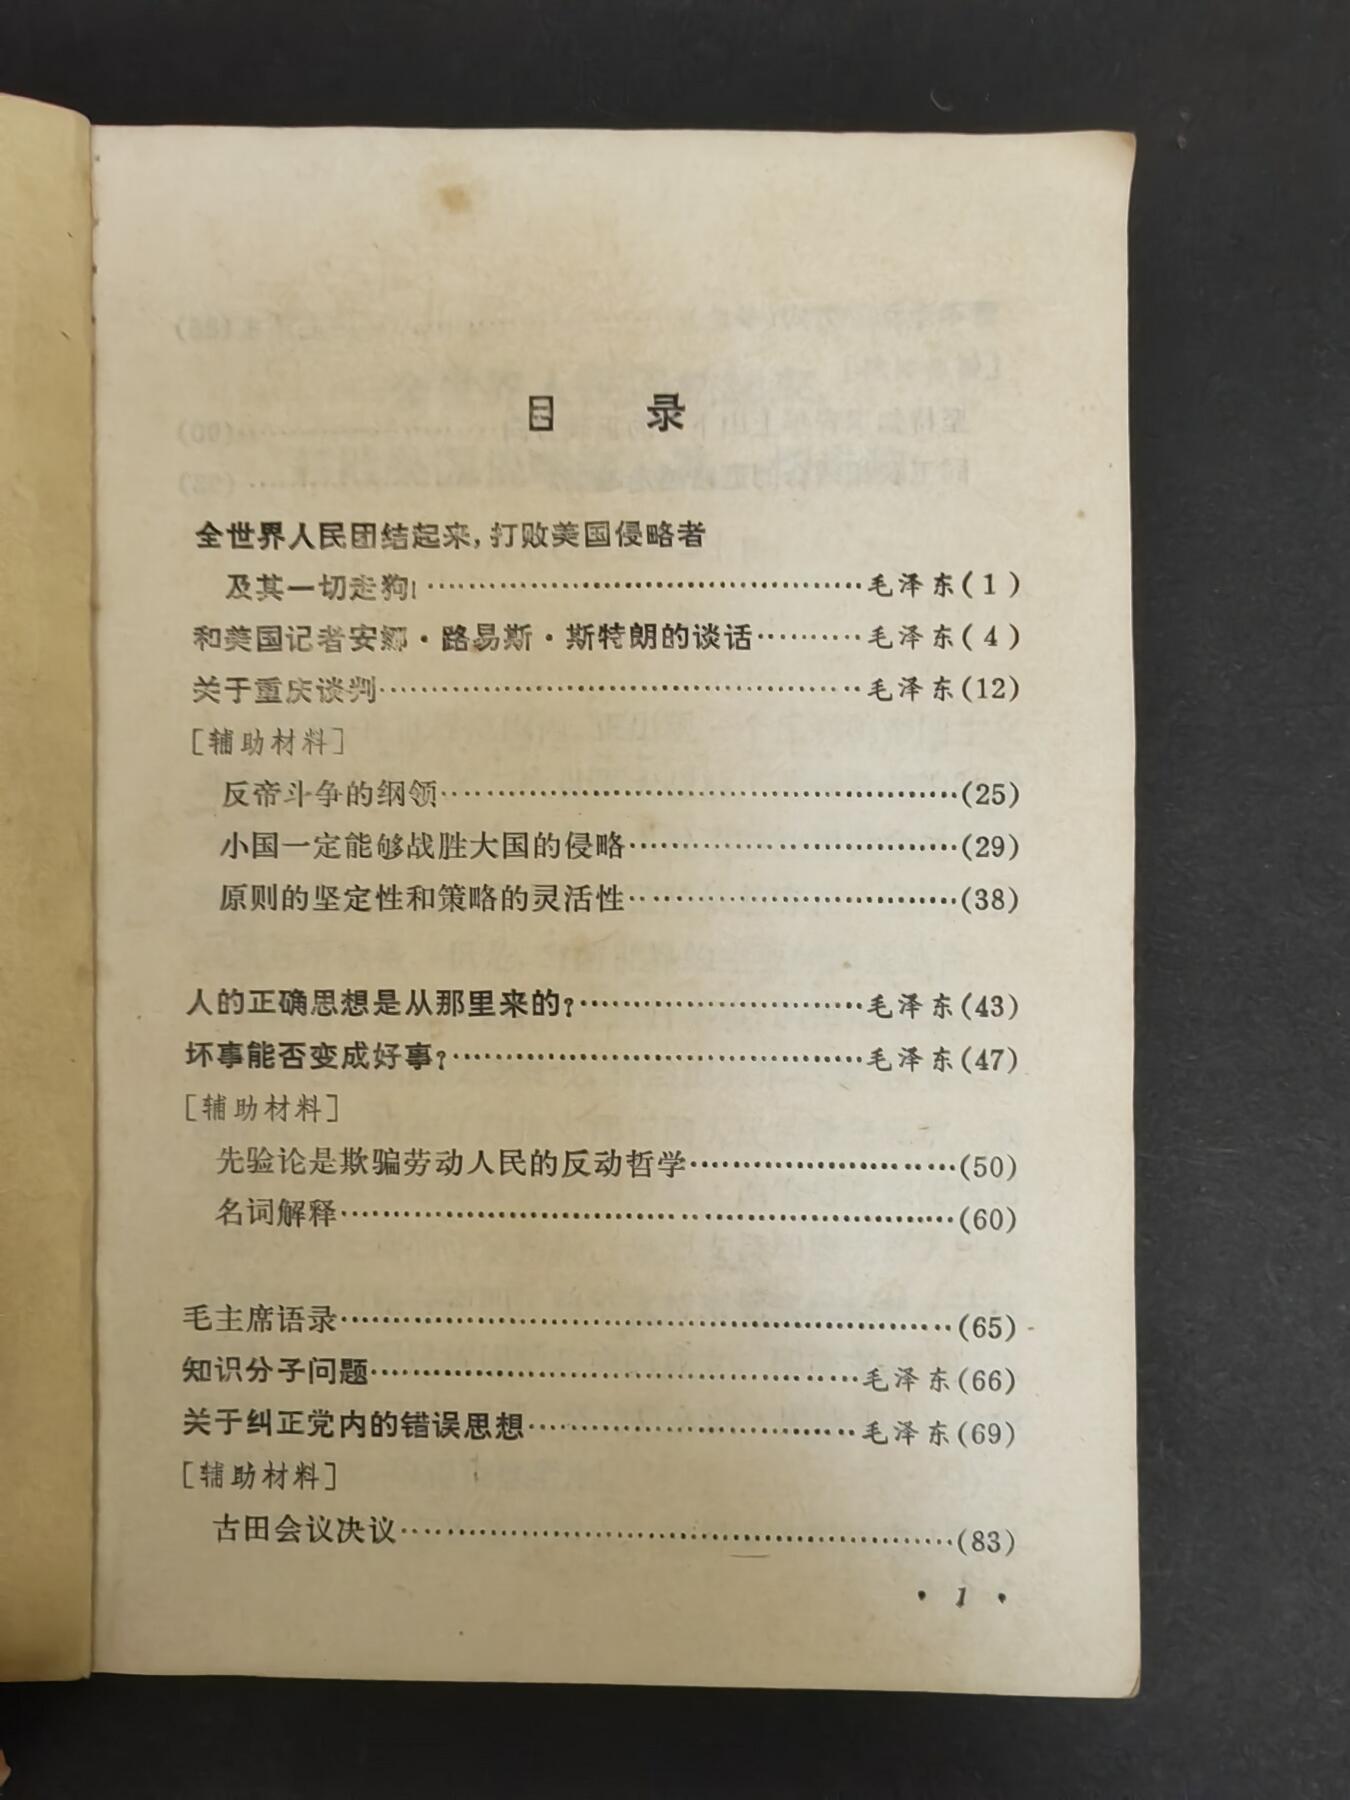 目 录
全世界人民团结起来,打败美国侵略者
及其一切走狗!……………………………毛泽东(1)
和美国记者安娜·路易斯·斯特朗的谈话………毛泽东(4)
关于重庆谈判………………………………毛泽东(12)
[辅助材料]
反帝斗争的纲领………………………………(25)
小国一定能够战胜大国的侵略……………………(29)
原则的坚定性和策略的灵活性……………………(38)
人的正确思想是从那里来的?…………………毛泽东(43)
坏事能否变成好事?…………………………毛泽东(47)
[辅助材料]
先验论是欺骗劳动人民的反动哲学………………(50)
名词解释………………………………………(60)
毛主席语录………………………………………(65)
知识分子问题………………………………毛泽东(66)
关于纠正党内的错误思想……………………毛泽东(69)
[辅助材料]
古田会议决议……………………………………(83)
· 1 ·